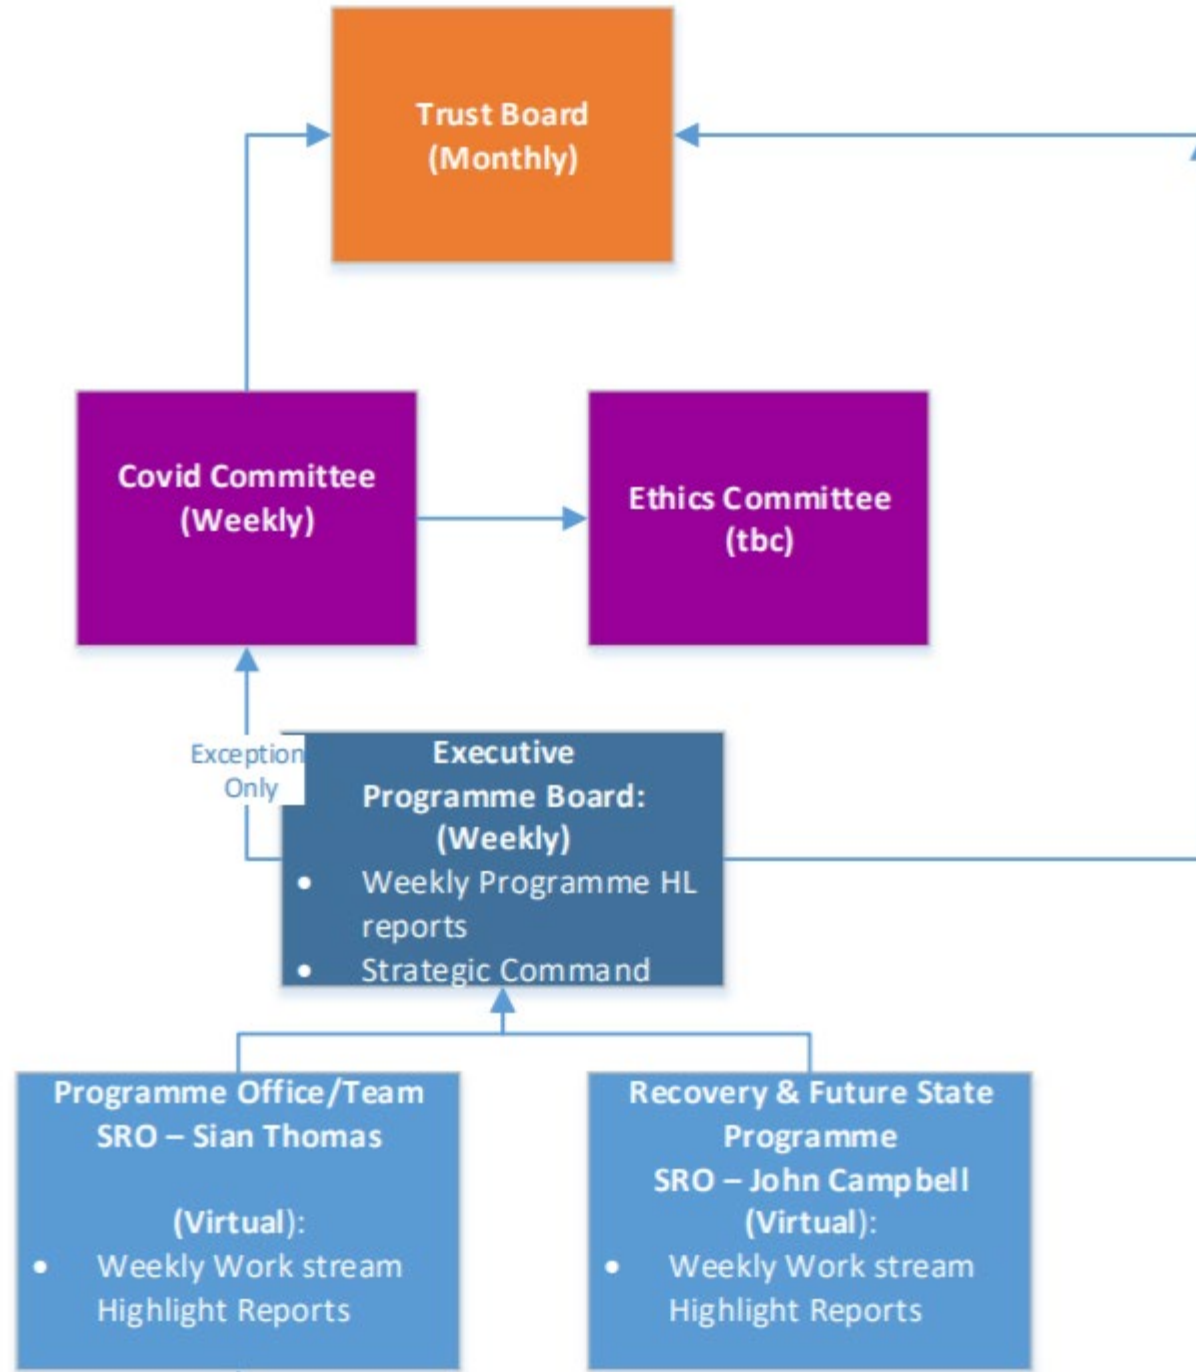 Trust Board
(Monthly)
Covid Committee
(Weekly)
Ethics Committee
(tbc)
Exception
Only
Executive
Programme Board:
(Weekly)
• Weekly Programme HL
reports
• Strategic Command
Programme Office/Team
SRO – Sian Thomas
(Virtual):
• Weekly Work stream
Highlight Reports
Recovery & Future State
Programme
SRO – John Campbell
(Virtual):
• Weekly Work stream
Highlight Reports